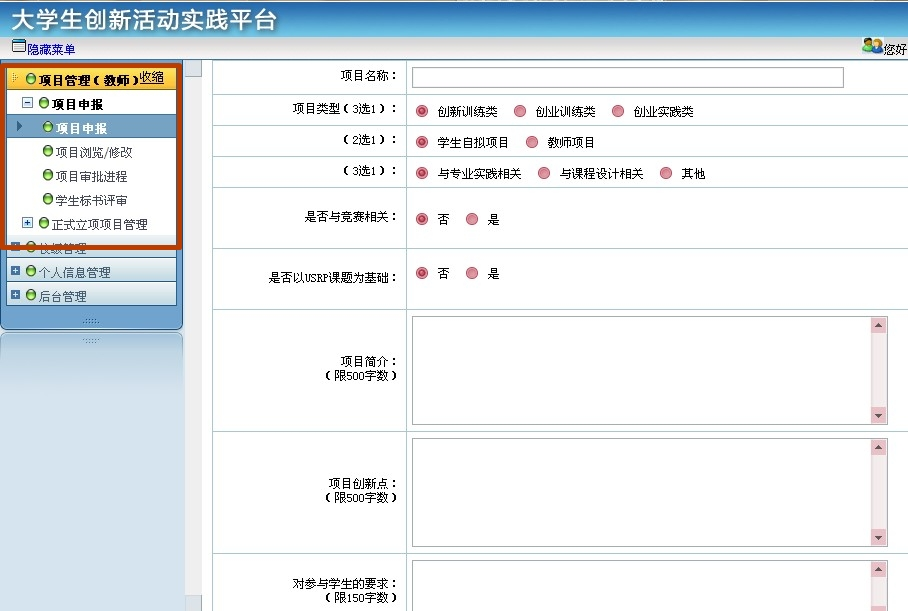 大学生创新活动实践平台
隐藏菜单
您好
项目管理（教师）收缩
项目申报
项目申报
项目浏览/修改
项目审批进程
学生标书评审
正式立项项目管理
校级管理
个人信息管理
后台管理
项目名称：
项目类型（3选1）： 创新训练类 创业训练类 创业实践类
（2选1）： 学生自拟项目 教师项目
（3选1）： 与专业实践相关 与课程设计相关 其他
是否与竞赛相关： 否 是
是否以USRP课题为基础： 否 是
项目简介：
（限500字数）
项目创新点：
（限500字数）
对参与学生的要求：
（限150字数）